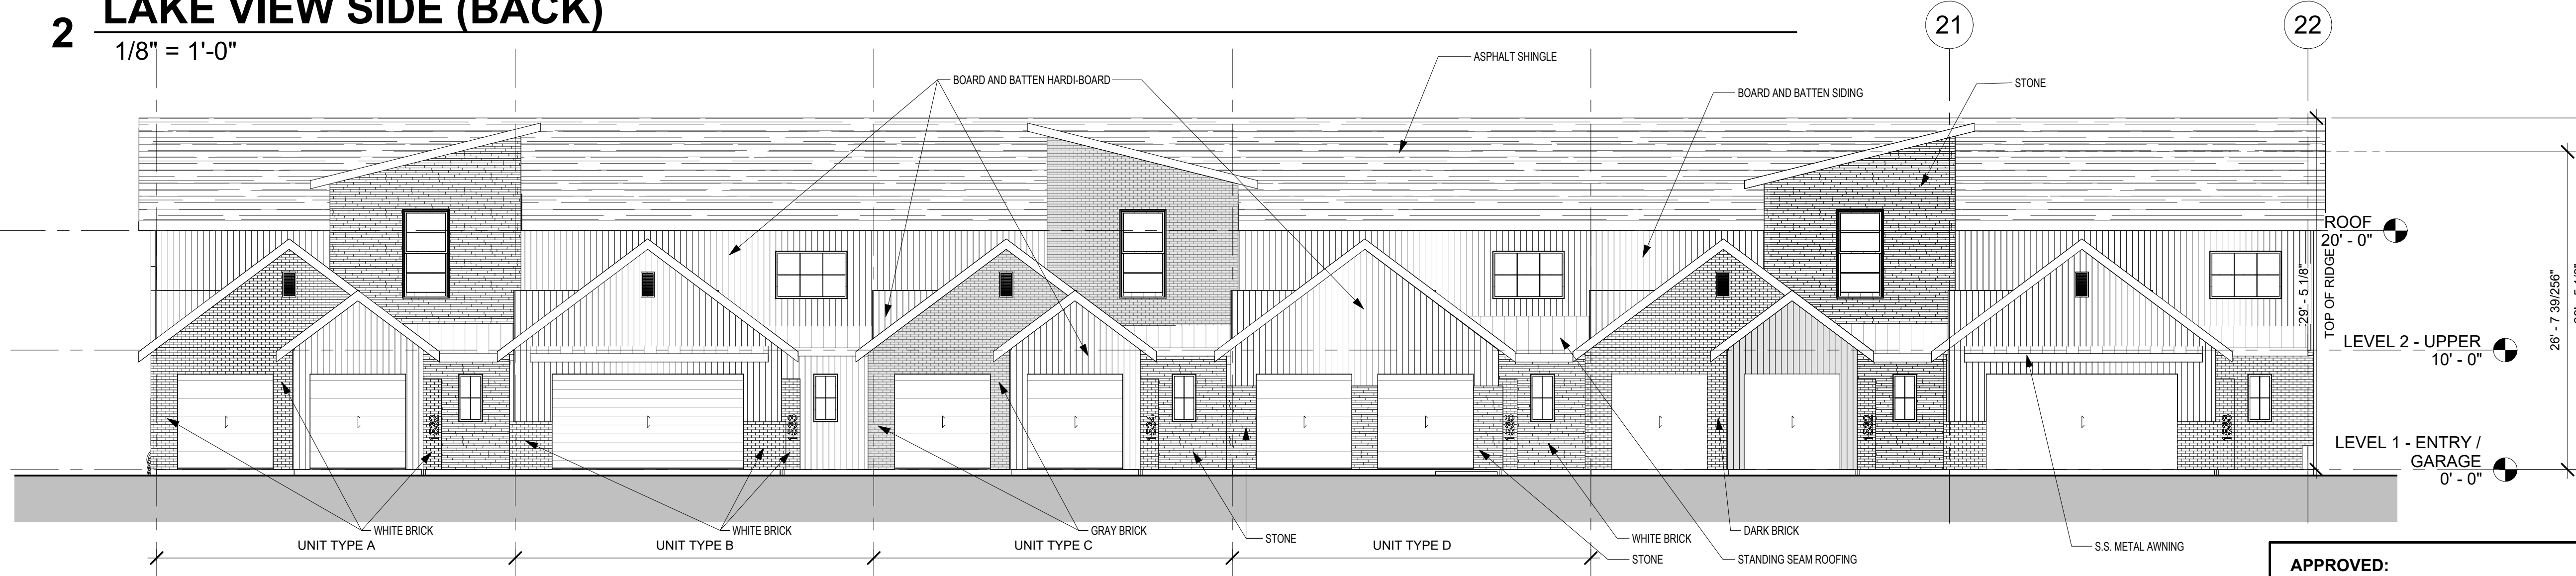 LAKE VIEW SIDE (BACK)
2
1/8" = 1'-0"
21
22
ASPHALT SHINGLE
BOARD AND BATTEN HARDI-BOARD
STONE
BOARD AND BATTEN SIDING
ROOF
20' - 0"
29' - 5 1/8"
TOP OF RIDGE
26' - 7 39/256"
LEVEL 2 - UPPER
10' - 0"
1532
1533
1534
1535
1532
1533
LEVEL 1 - ENTRY /
GARAGE
0' - 0"
WHITE BRICK
WHITE BRICK
GRAY BRICK
STONE
WHITE BRICK
DARK BRICK
STONE
STANDING SEAM ROOFING
S.S. METAL AWNING
UNIT TYPE A
UNIT TYPE B
UNIT TYPE C
UNIT TYPE D
APPROVED: